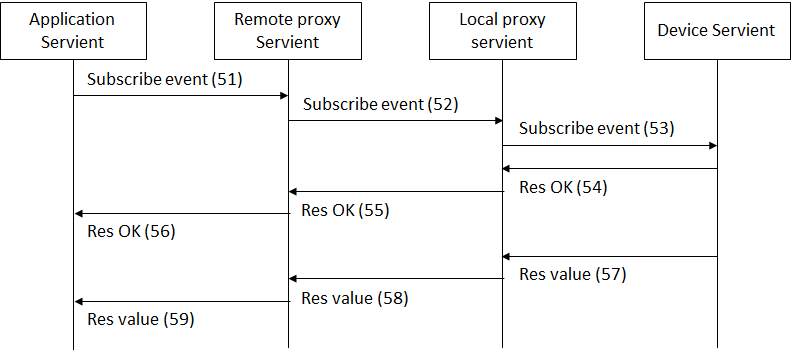 Application
Servient
Remote proxy
Servient
Local proxy
servient
Device Servient
Subscribe event (51)
Subscribe event (52)
Subscribe event (53)
Res OK (54)
Res OK (55)
Res OK (56)
Res value (57)
Res value (58)
Res value (59)